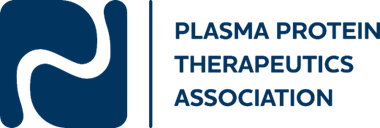 PLASMA PROTEIN
THERAPEUTICS
ASSOCIATION